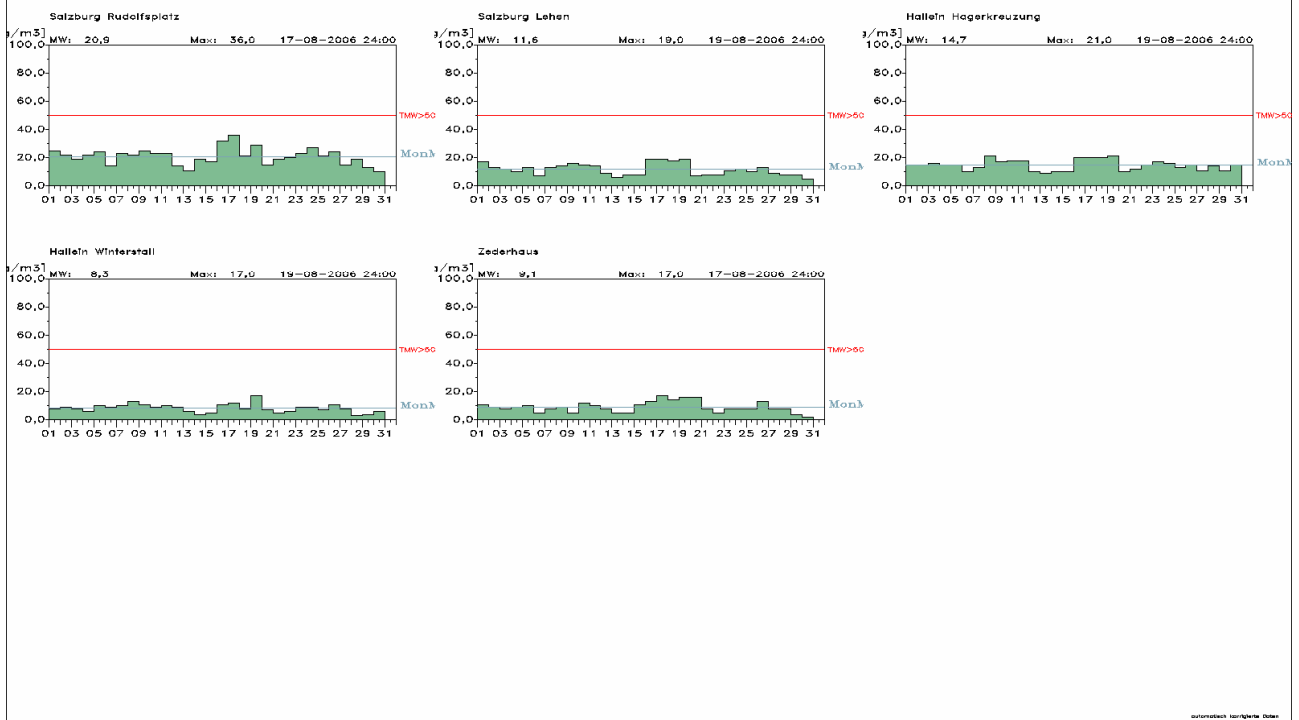 Salzburg Rudolfsplatz
g/m3] MW: 20,9 Max: 36,0 17-08-2006 24:00
100,0
80,0
60,0
TMW>50
40,0
20,0
MonM
0,0
01 03 05 07 09 11 13 15 17 19 21 23 25 27 29 31
Salzburg Lehen
g/m3] MW: 11,6 Max: 19,0 19-08-2006 24:00
100,0
80,0
60,0
TMW>50
40,0
20,0
MonM
0,0
01 03 05 07 09 11 13 15 17 19 21 23 25 27 29 31
Hallein Hagerkreuzung
g/m3] MW: 14,7 Max: 21,0 19-08-2006 24:00
100,0
80,0
60,0
TMW>50
40,0
20,0
MonM
0,0
01 03 05 07 09 11 13 15 17 19 21 23 25 27 29 31
Hallein Winterstall
g/m3] MW: 8,3 Max: 17,0 19-08-2006 24:00
100,0
80,0
60,0
TMW>50
40,0
20,0
MonM
0,0
01 03 05 07 09 11 13 15 17 19 21 23 25 27 29 31
Zederhaus
g/m3] MW: 9,1 Max: 17,0 17-08-2006 24:00
100,0
80,0
60,0
TMW>50
40,0
20,0
MonM
0,0
01 03 05 07 09 11 13 15 17 19 21 23 25 27 29 31
automatisch korrigierte Daten